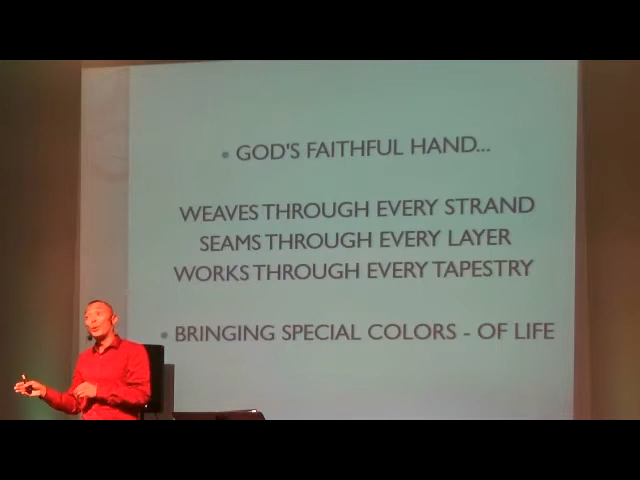 • GOD'S FAITHFUL HAND...
WEAVES THROUGH EVERY STRAND
SEAMS THROUGH EVERY LAYER
WORKS THROUGH EVERY TAPESTRY
• BRINGING SPECIAL COLORS - OF LIFE